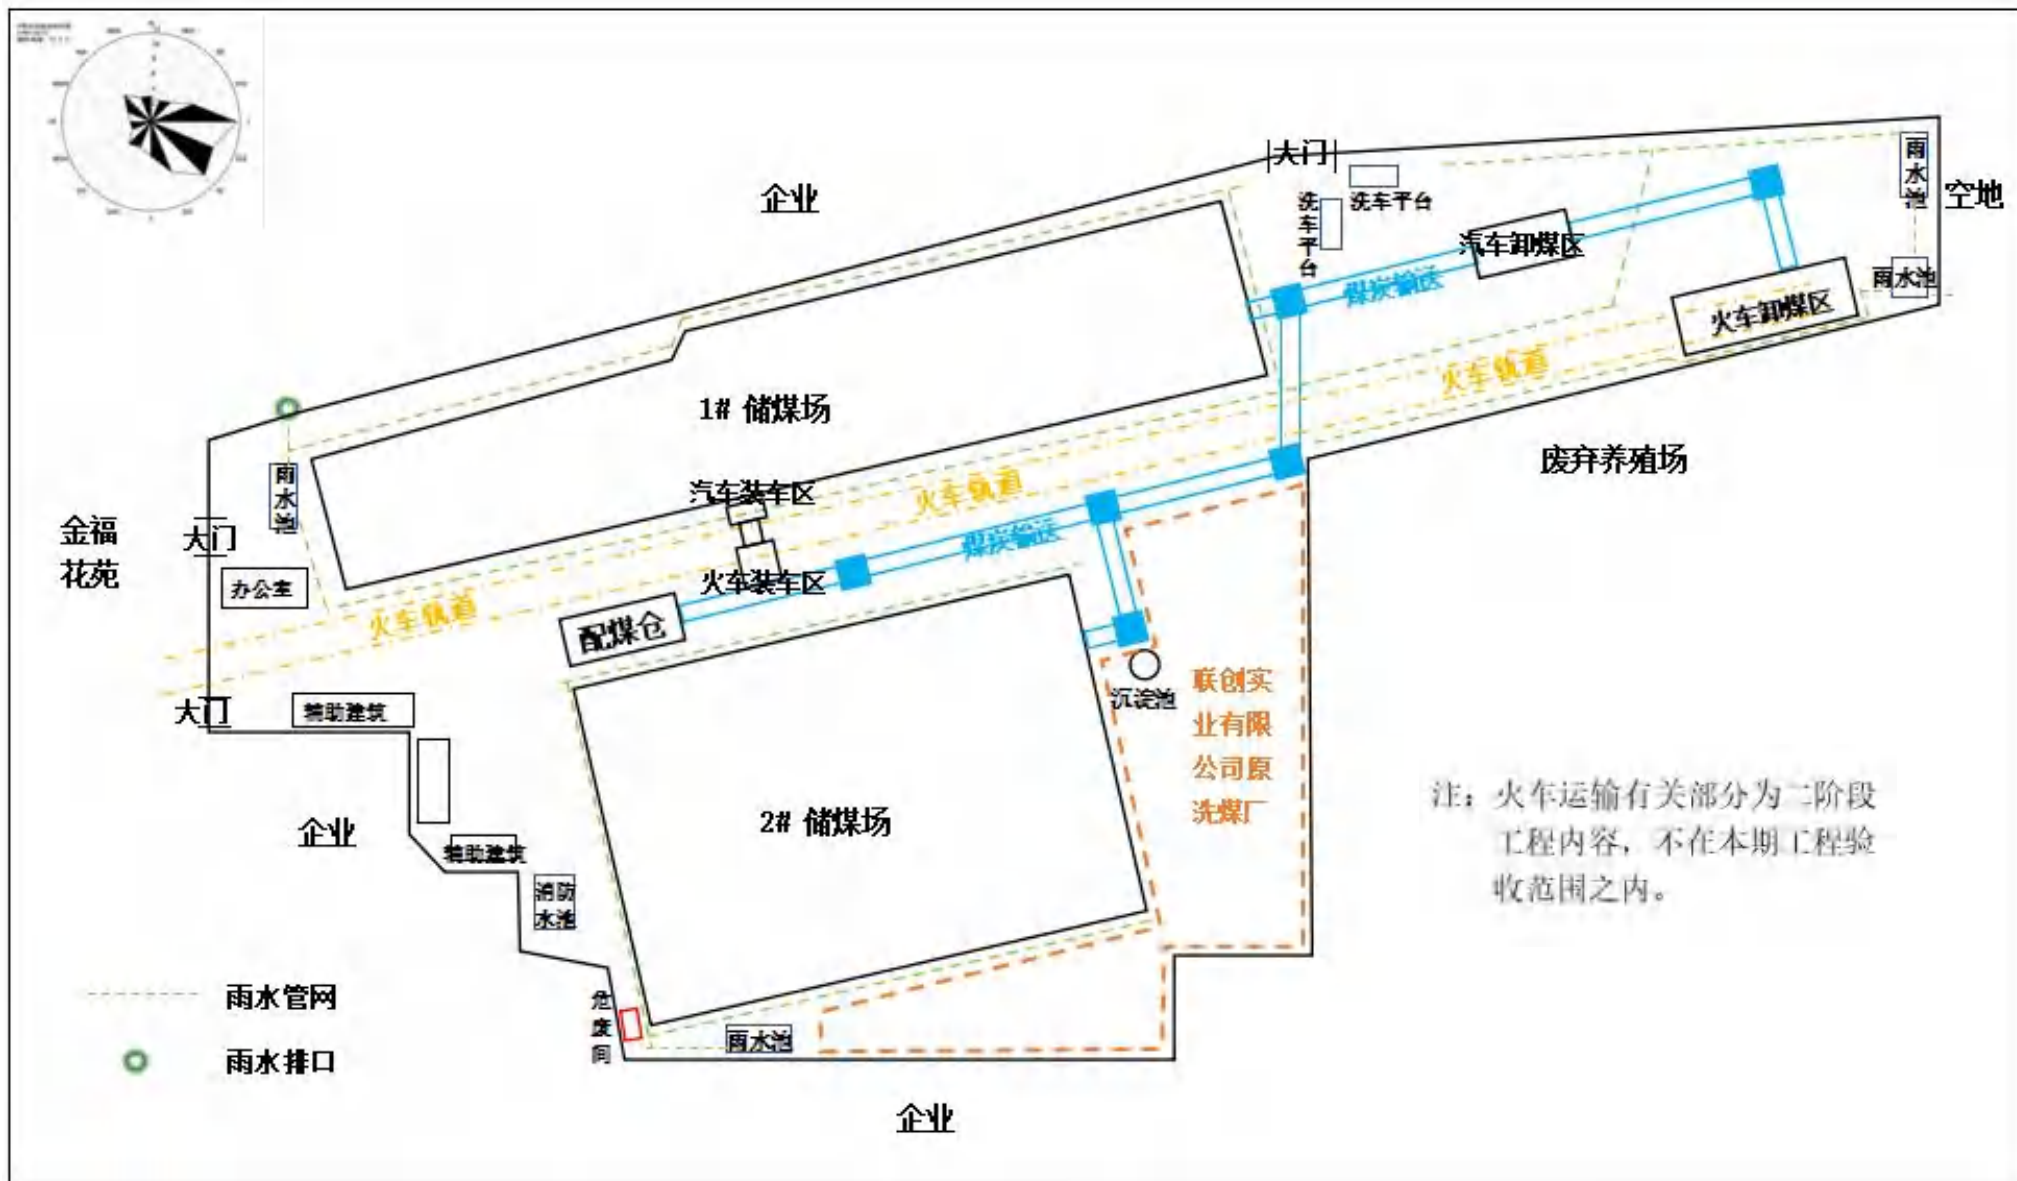 企业
大门
雨
水
池
空地
洗
车
平
台
洗车平台
汽车卸煤区
煤炭输送
雨水池
火车卸煤区
火车轨道
1# 储煤场
废弃养殖场
雨
水
池
汽车装车区
火车轨道
金福
花苑
大门
煤炭输送
办公室
火车装车区
火车轨道
配煤仓
联创实
业有限
公司原
洗煤厂
沉淀池
大门
辅助建筑
注：火车运输有关部分为二阶段
工程内容，不在本期工程验
收范围之内。
2# 储煤场
企业
辅助建筑
消防
水池
雨水管网
危
废
间
雨水池
雨水排口
企业